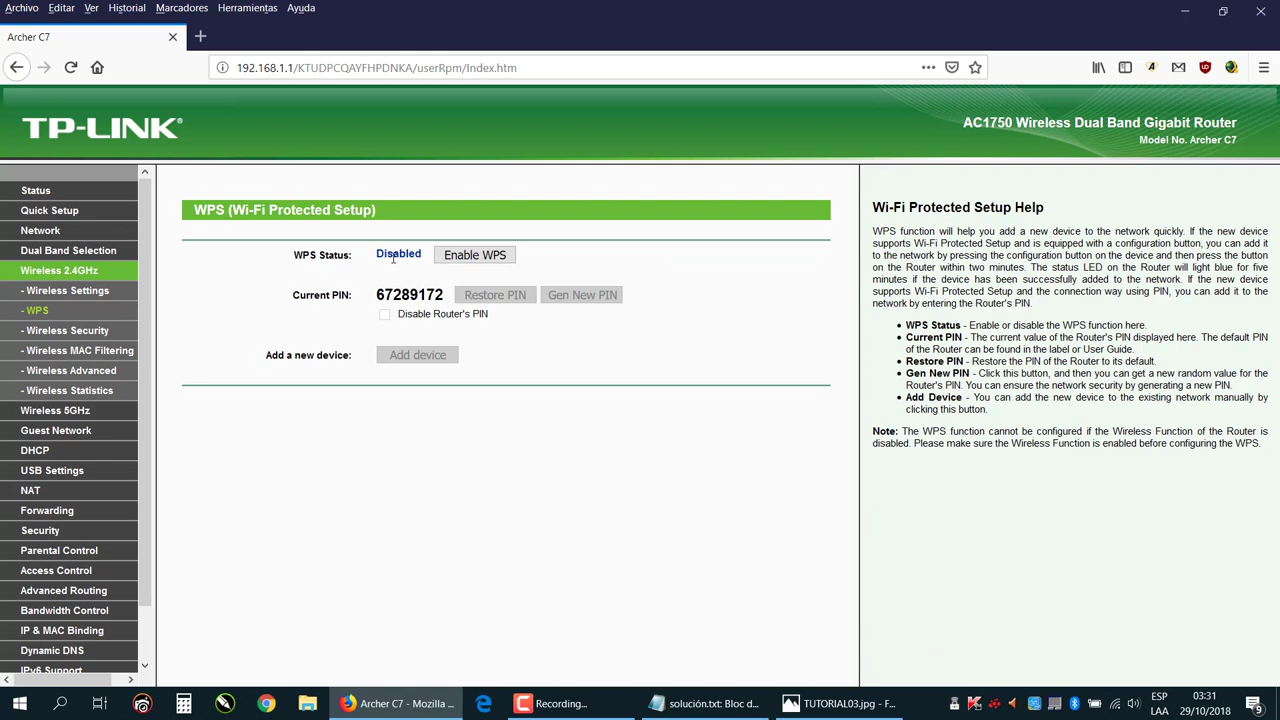 Archivo Editar Ver Historial Marcadores Herramientas Ayuda
Archer C7
192.168.1.1/KTUDPCQAYFHPDNKA/userRpm/Index.htm
TP-LINK
AC1750 Wireless Dual Band Gigabit Router
Model No. Archer C7
Status
Quick Setup
Network
Dual Band Selection
Wireless 2.4GHz
- Wireless Settings
- WPS
- Wireless Security
- Wireless MAC Filtering
- Wireless Advanced
- Wireless Statistics
Wireless 5GHz
Guest Network
DHCP
USB Settings
NAT
Forwarding
Security
Parental Control
Access Control
Advanced Routing
Bandwidth Control
IP & MAC Binding
Dynamic DNS
IPv6 Support
WPS (Wi-Fi Protected Setup)
WPS Status: Disabled Enable WPS
Current PIN: 67289172 Restore PIN Gen New PIN
Disable Router's PIN
Add a new device: Add device
Wi-Fi Protected Setup Help
WPS function will help you add a new device to the network quickly. If the new device
supports Wi-Fi Protected Setup and is equipped with a configuration button, you can add it
to the network by pressing the configuration button on the device and then press the button
on the Router within two minutes. The status LED on the Router will light blue for five
minutes if the device has been successfully added to the network. If the new device
supports Wi-Fi Protected Setup and the connection way using PIN, you can add it to the
network by entering the Router's PIN.
• WPS Status - Enable or disable the WPS function here.
• Current PIN - The current value of the Router's PIN displayed here. The default PIN
of the Router can be found in the label or User Guide.
• Restore PIN - Restore the PIN of the Router to its default.
• Gen New PIN - Click this button, and then you can get a new random value for the
Router's PIN. You can ensure the network security by generating a new PIN.
• Add Device - You can add the new device to the existing network manually by
clicking this button.
Note: The WPS function cannot be configured if the Wireless Function of the Router is
disabled. Please make sure the Wireless Function is enabled before configuring the WPS.
Archer C7 - Mozilla ...
Recording...
solución.txt: Bloc d...
TUTORIAL03.jpg - F...
ESP
LAA
03:31
29/10/2018
9